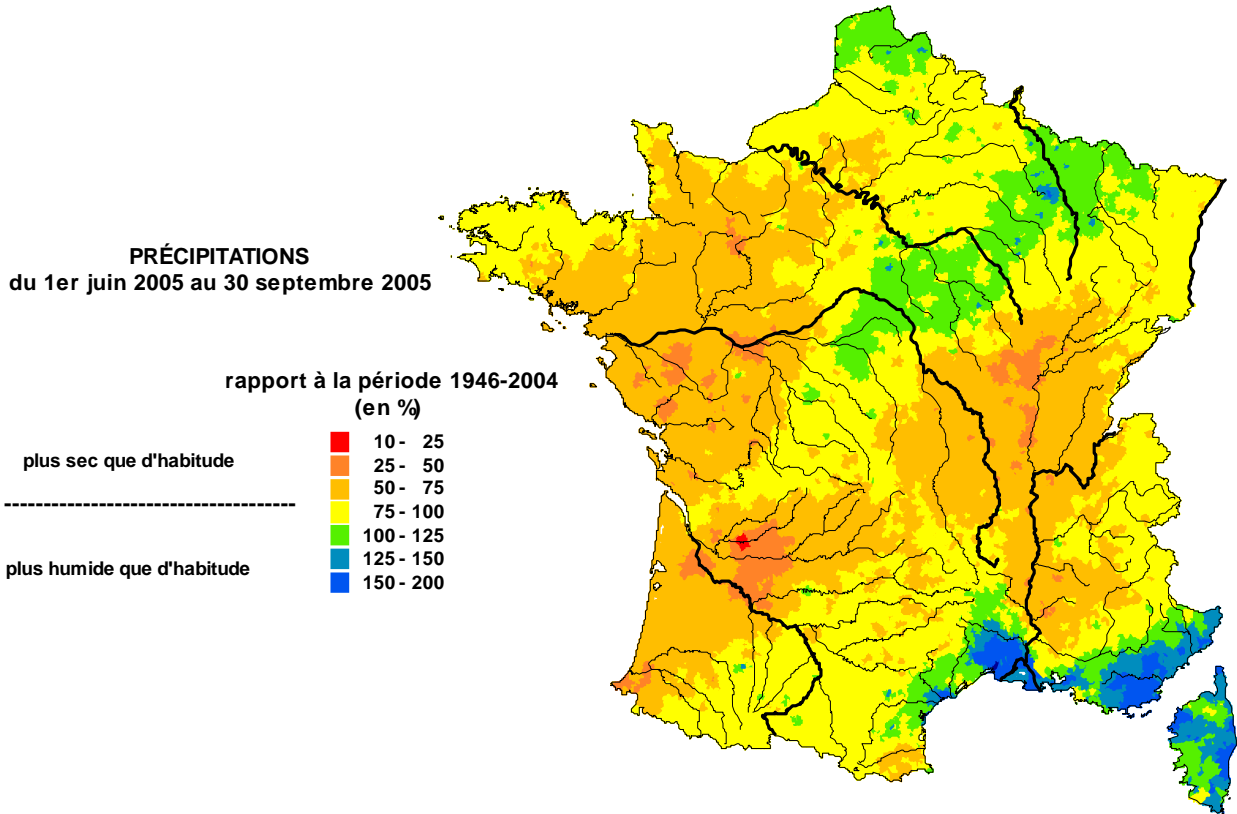 PRÉCIPITATIONS
du 1er juin 2005 au 30 septembre 2005
rapport à la période 1946-2004
(en %)
plus sec que d'habitude
plus humide que d'habitude
10 - 25
25 - 50
50 - 75
75 - 100
100 - 125
125 - 150
150 - 200